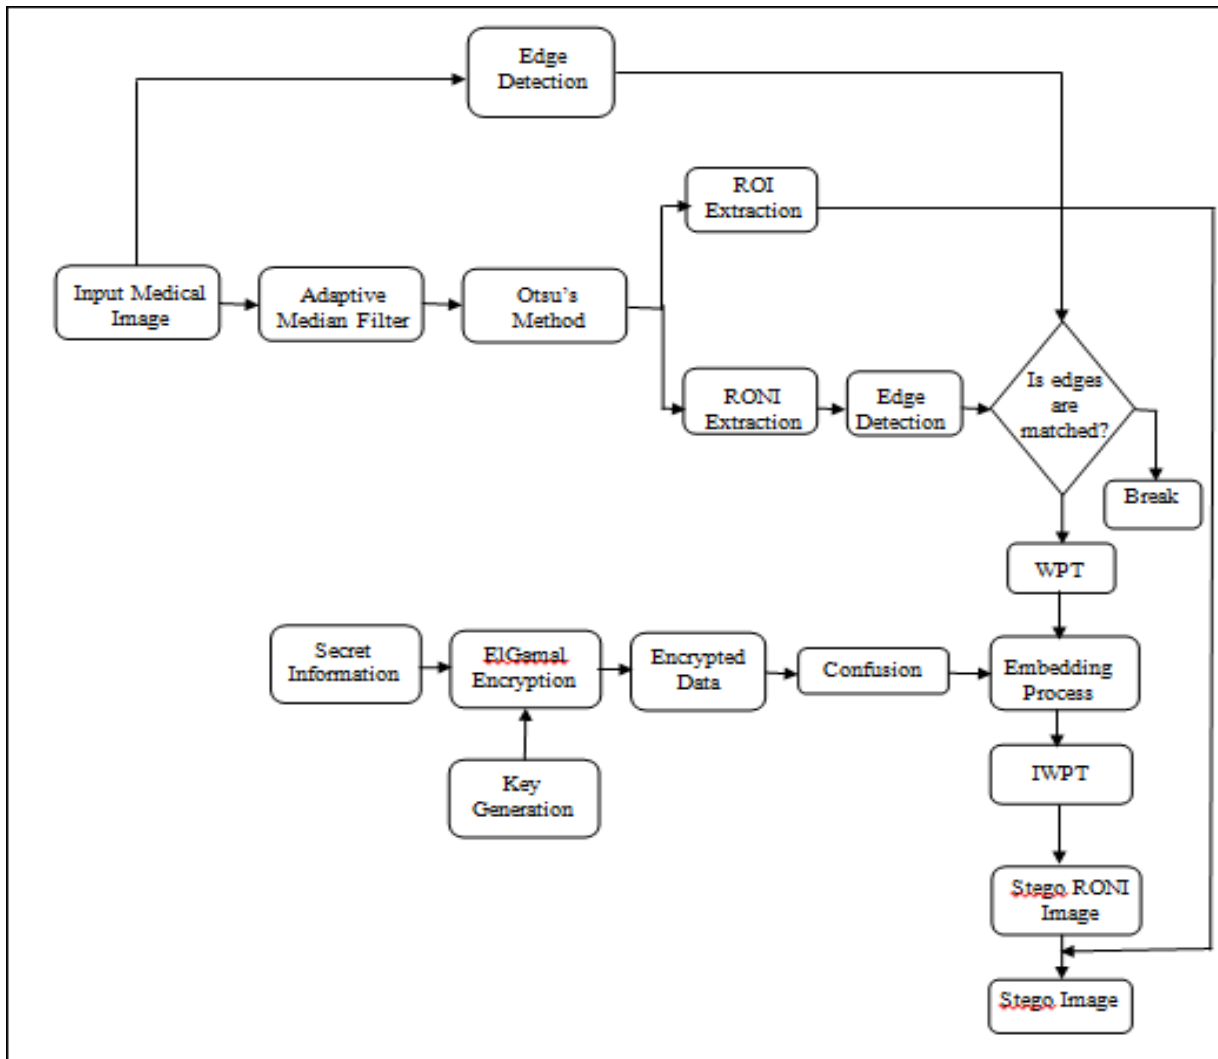 Edge
Detection
ROI
Extraction
Input Medical
Image
Adaptive
Median Filter
Otsu's
Method
RONI
Extraction
Edge
Detection
Is edges
are
matched?
Break
WPT
Secret
Information
ElGamal
Encryption
Encrypted
Data
Confusion
Embedding
Process
Key
Generation
IWPT
Stego RONI
Image
Stego Image